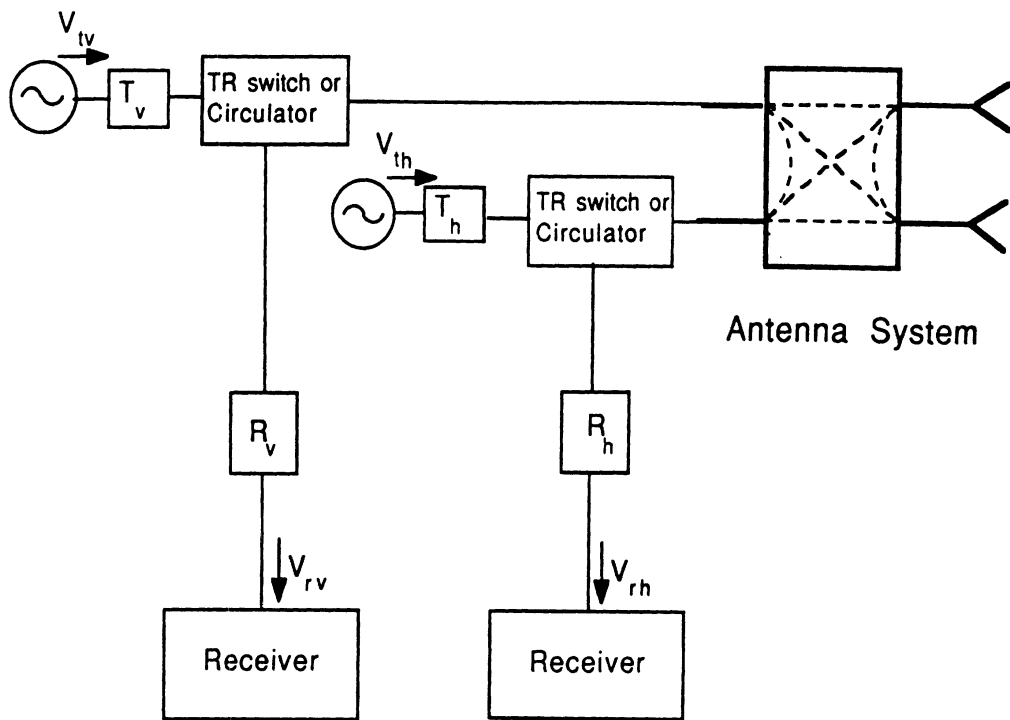 V_tv
T_v
TR switch or
Circulator
V_th
T_h
TR switch or
Circulator
Antenna System
R_v
R_h
V_rv
V_rh
Receiver
Receiver